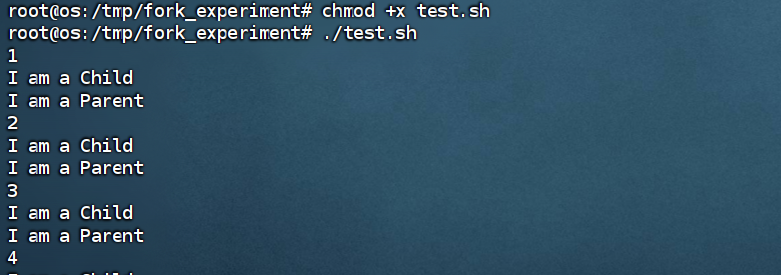 root@os:/tmp/fork_experiment# chmod +x test.sh
root@os:/tmp/fork_experiment# ./test.sh
1
I am a Child
I am a Parent
2
I am a Child
I am a Parent
3
I am a Child
I am a Parent
4